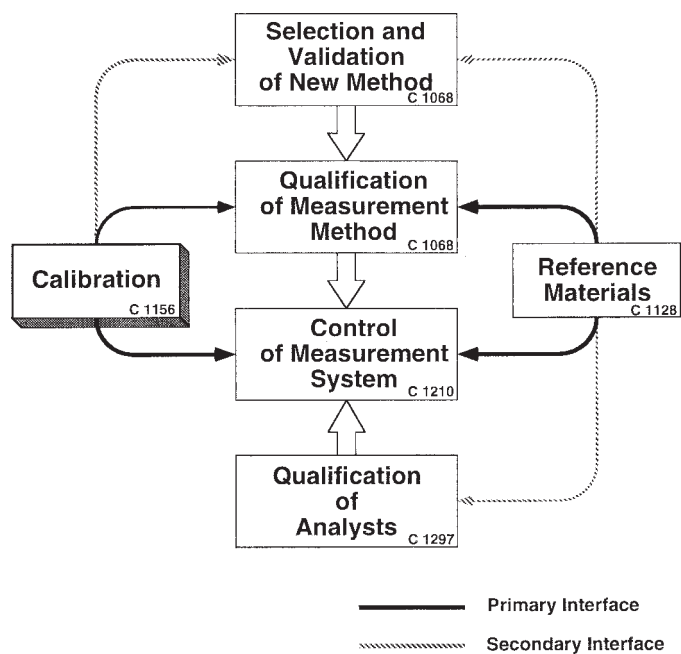 Selection and
Validation
of New Method
C 1068
Qualification
of Measurement
Method
C 1068
Calibration
C 1156
Reference
Materials
C 1128
Control
of Measurement
System
C 1210
Qualification
of
Analysts
C 1297
Primary Interface
Secondary Interface